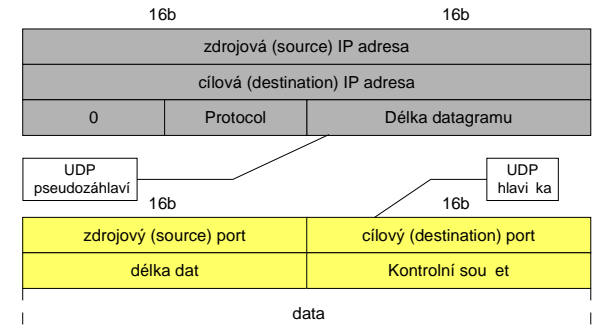 16b 16b
zdrojová (source) IP adresa
cílová (destination) IP adresa
0 Protocol Délka datagramu
UDP
pseudozáhlaví
UDP
hlavi ka
16b 16b
zdrojový (source) port cílový (destination) port
délka dat Kontrolní sou et
data